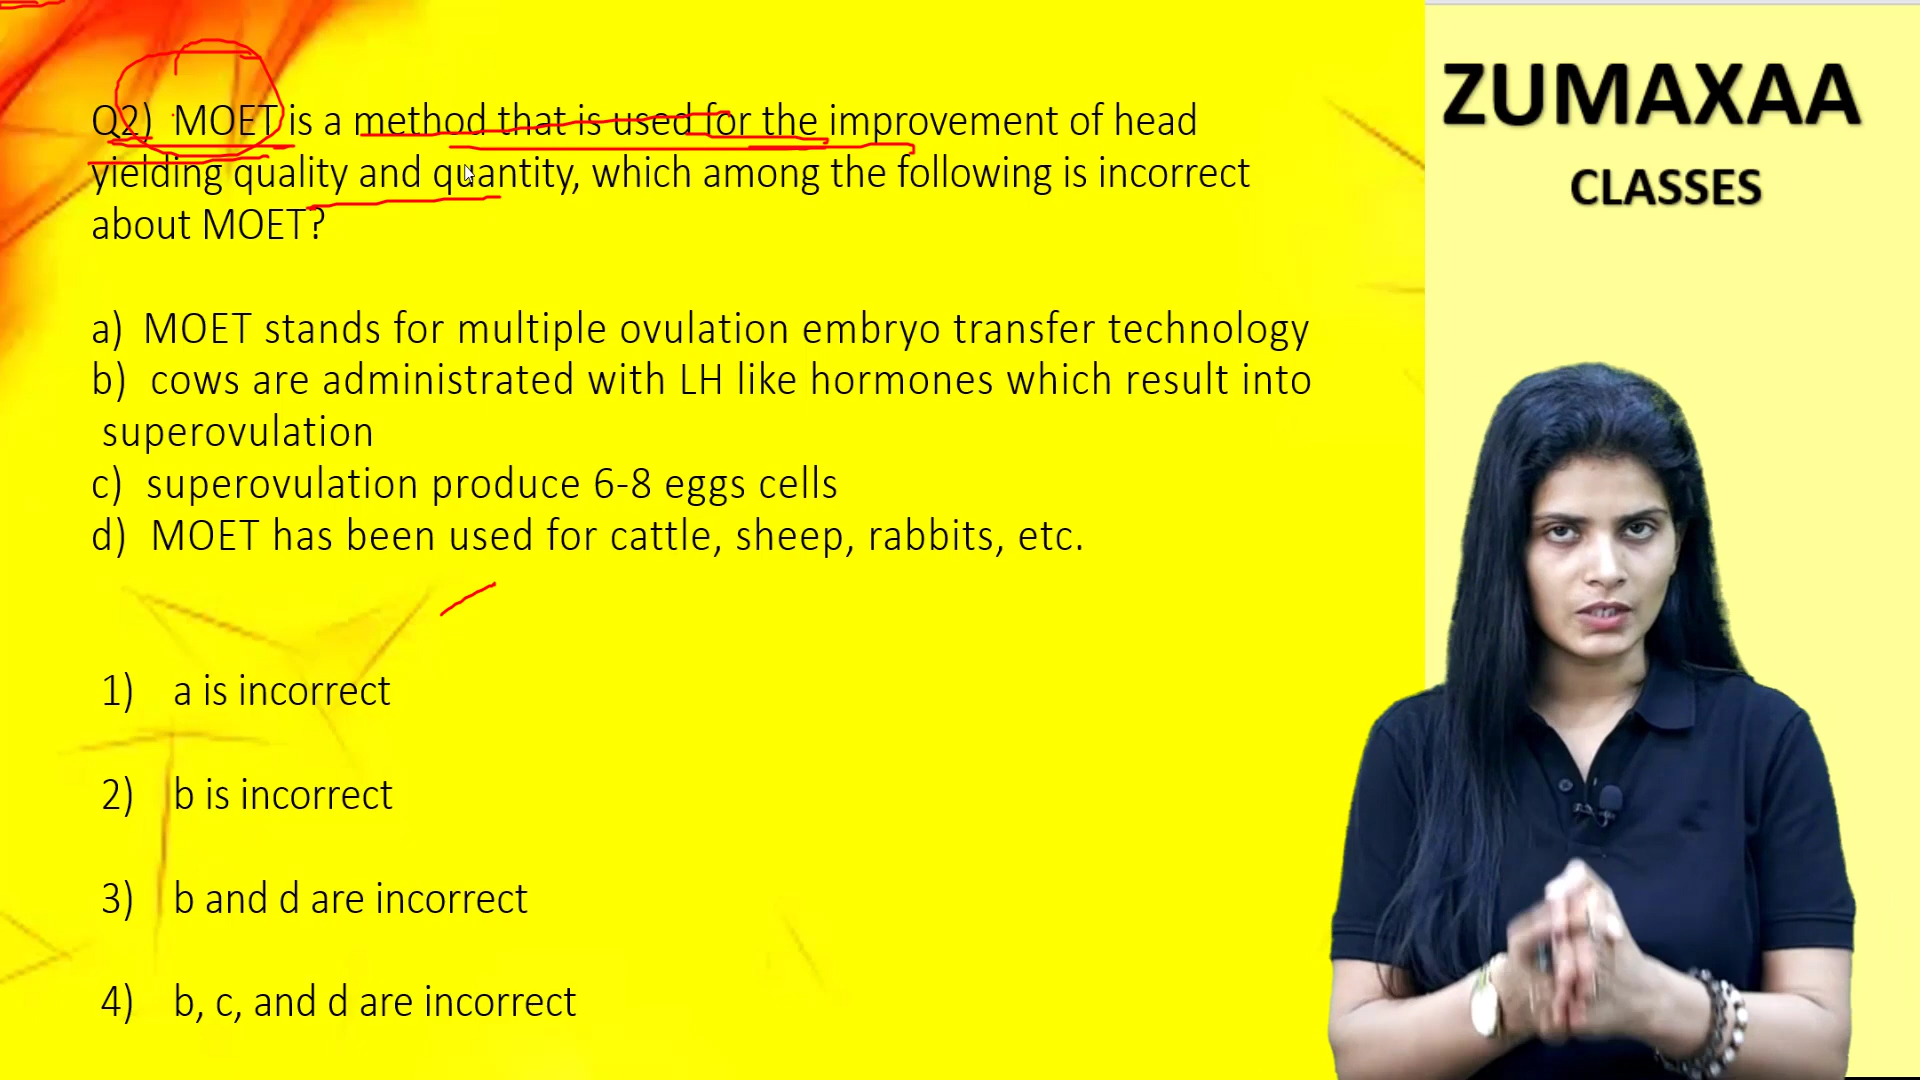 Q2) MOET is a method that is used for the improvement of head
yielding quality and quantity, which among the following is incorrect
about MOET?
a) MOET stands for multiple ovulation embryo transfer technology
b) cows are administrated with LH like hormones which result into
superovulation
c) superovulation produce 6-8 eggs cells
d) MOET has been used for cattle, sheep, rabbits, etc.
1) a is incorrect
2) b is incorrect
3) b and d are incorrect
4) b, c, and d are incorrect
ZUMAXAA
CLASSES